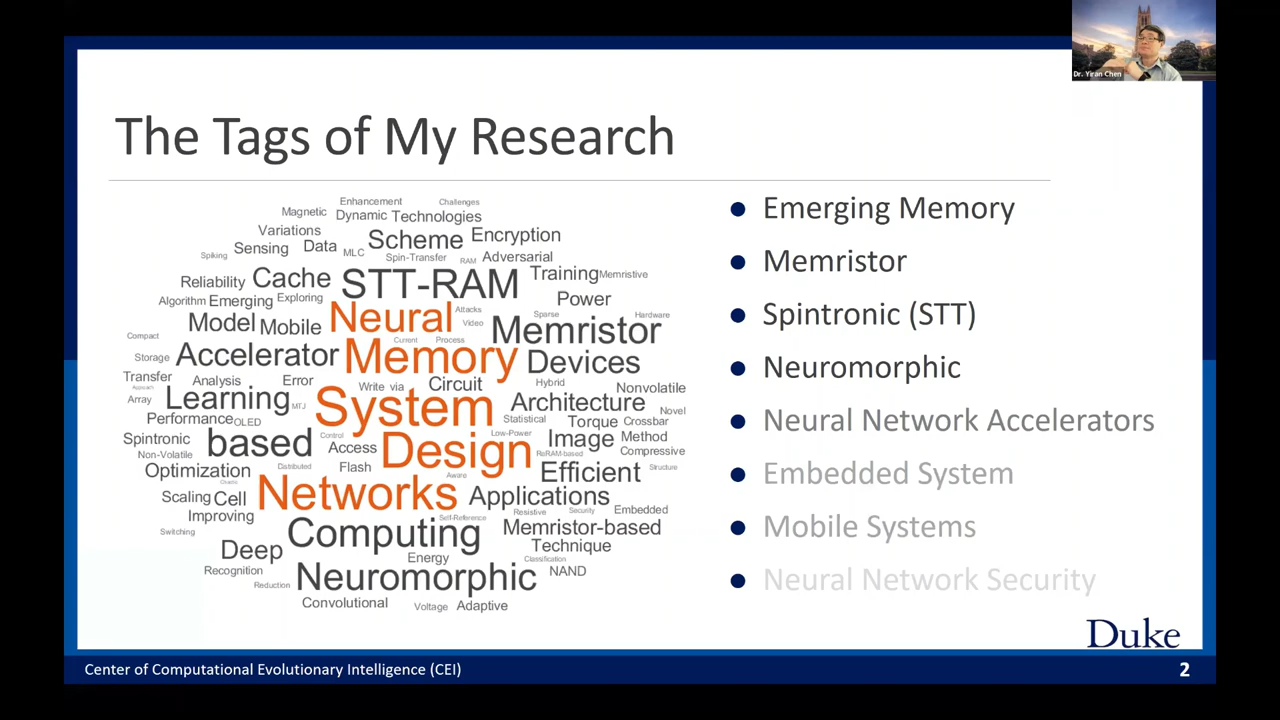 Dr. Yiran Chen
The Tags of My Research
Enhancement Challenges
Magnetic Dynamic Technologies
Variations Scheme Encryption
Sensing Data MLC
Spiking Spin-Transfer RAM Adversarial
Reliability Cache STT-RAM Training Memristive
Algorithm Emerging Exploring Power
Model Mobile Neural Attacks Video Sparse Hardware
Memristor
Compact Current Process
Storage Accelerator Memory Devices
Transfer Analysis Error Write via Circuit Hybrid Nonvolatile
Approach
Array Learning MTJ System Architecture Novel
Performance OLED Statistical Torque Crossbar
Spintronic based Control Access Design Low-Power Image Method
Non-Volatile Flash ReRAM-based Compressive
Optimization Distributed Aware Efficient Structure
Scaling Cell Networks Applications
Improving Self-Reference Resistive Security Embedded
Switching Computing Memristor-based
Deep Technique
Recognition Energy Classification
Reduction Neuromorphic NAND
Convolutional Voltage Adaptive
● Emerging Memory
● Memristor
● Spintronic (STT)
● Neuromorphic
● Neural Network Accelerators
● Embedded System
● Mobile Systems
● Neural Network Security
Duke
Center of Computational Evolutionary Intelligence (CEI)
2